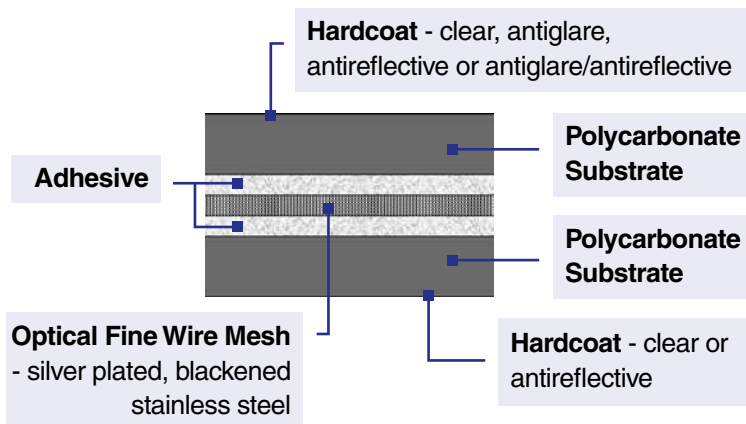 Hardcoat - clear, antiglare,
antireflective or antiglare/antireflective
Polycarbonate
Substrate
Adhesive
Polycarbonate
Substrate
Optical Fine Wire Mesh
- silver plated, blackened
stainless steel
Hardcoat - clear or
antireflective